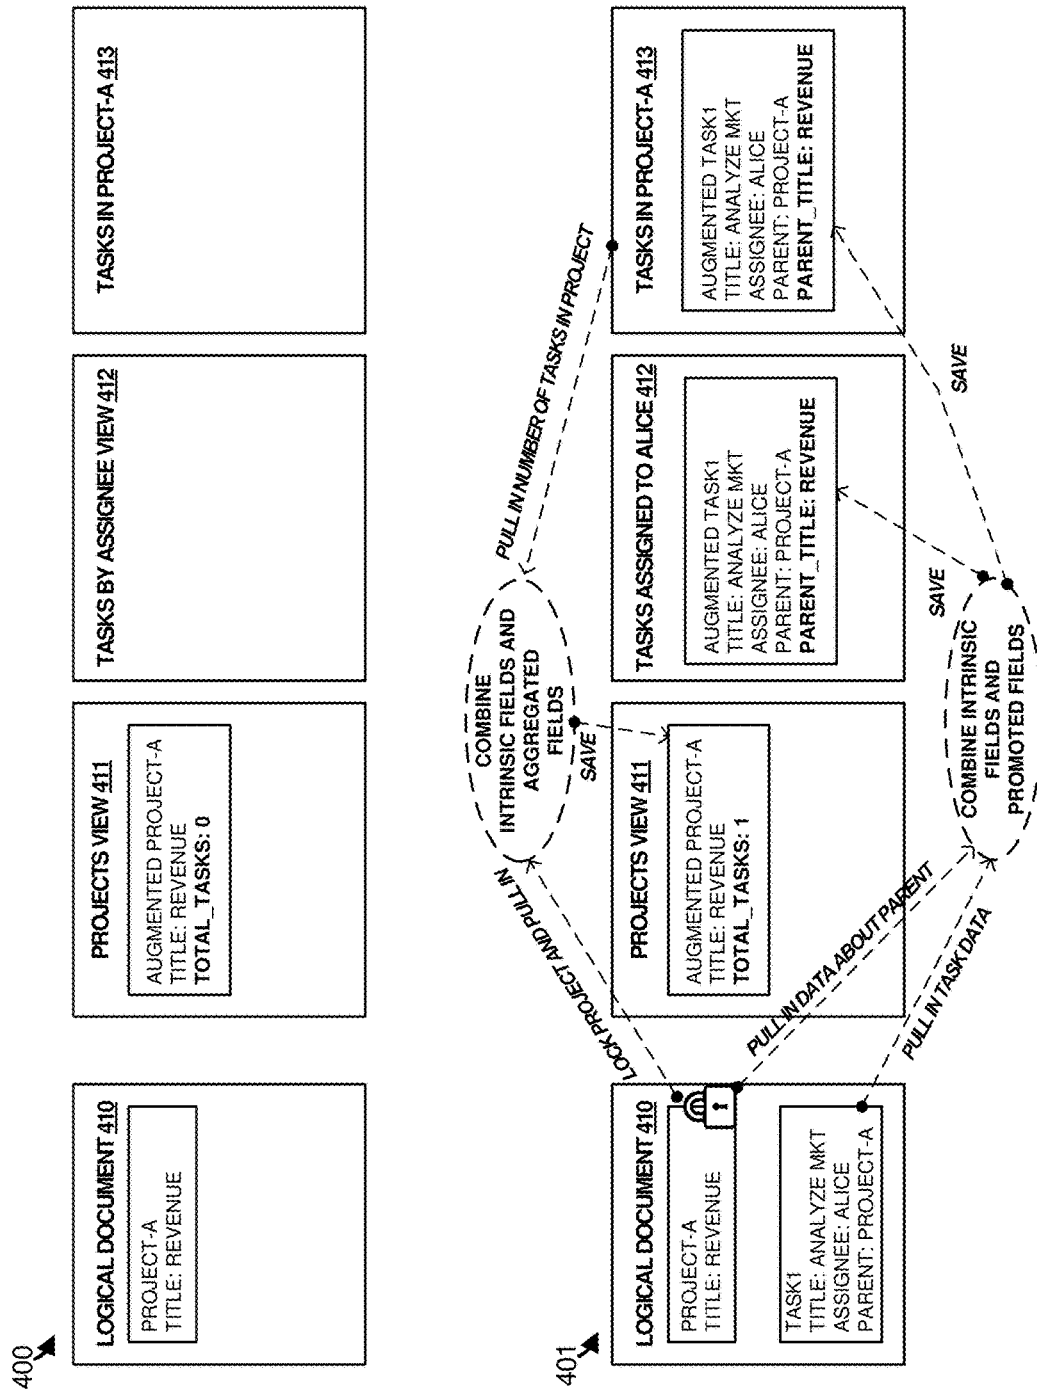 400
LOGICAL DOCUMENT 410
PROJECT-A
TITLE: REVENUE
PROJECTS VIEW 411
AUGMENTED PROJECT-A
TITLE: REVENUE
TOTAL_TASKS: 0
TASKS BY ASSIGNEE VIEW 412
TASKS IN PROJECT-A 413
401
LOGICAL DOCUMENT 410
PROJECT-A
TITLE: REVENUE
TASK1
TITLE: ANALYZE MKT
ASSIGNEE: ALICE
PARENT: PROJECT-A
LOCK PROJECT AND PULL IN
COMBINE
INTRINSIC FIELDS AND
AGGREGATED
FIELDS
PULL IN NUMBER OF TASKS IN PROJECT
SAVE
PROJECTS VIEW 411
AUGMENTED PROJECT-A
TITLE: REVENUE
TOTAL_TASKS: 1
TASKS ASSIGNED TO ALICE 412
AUGMENTED TASK1
TITLE: ANALYZE MKT
ASSIGNEE: ALICE
PARENT: PROJECT-A
PARENT_TITLE: REVENUE
TASKS IN PROJECT-A 413
AUGMENTED TASK1
TITLE: ANALYZE MKT
ASSIGNEE: ALICE
PARENT: PROJECT-A
PARENT_TITLE: REVENUE
PULL IN DATA ABOUT PARENT
PULL IN TASK DATA
COMBINE INTRINSIC
FIELDS AND
PROMOTED FIELDS
SAVE
SAVE